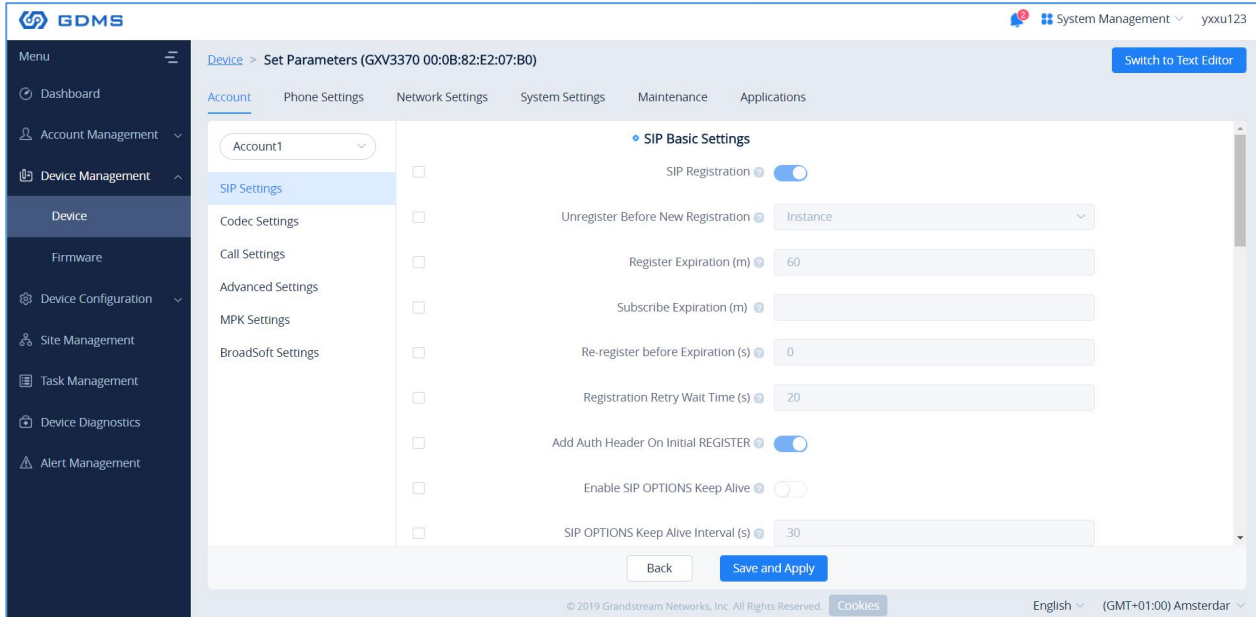 GDMS
2
System Management
yxxu123
Menu
Dashboard
Account Management
Device Management
Device
Firmware
Device Configuration
Site Management
Task Management
Device Diagnostics
Alert Management
Device > Set Parameters (GXV3370 00:0B:82:E2:07:B0)
Switch to Text Editor
Account Phone Settings Network Settings System Settings Maintenance Applications
Account1
SIP Settings
Codec Settings
Call Settings
Advanced Settings
MPK Settings
BroadSoft Settings
SIP Basic Settings
SIP Registration
Unregister Before New Registration Instance
Register Expiration (m) 60
Subscribe Expiration (m)
Re-register before Expiration (s) 0
Registration Retry Wait Time (s) 20
Add Auth Header On Initial REGISTER
Enable SIP OPTIONS Keep Alive
SIP OPTIONS Keep Alive Interval (s) 30
Back Save and Apply
© 2019 Grandstream Networks, Inc. All Rights Reserved. Cookies
English (GMT+01:00) Amsterdar